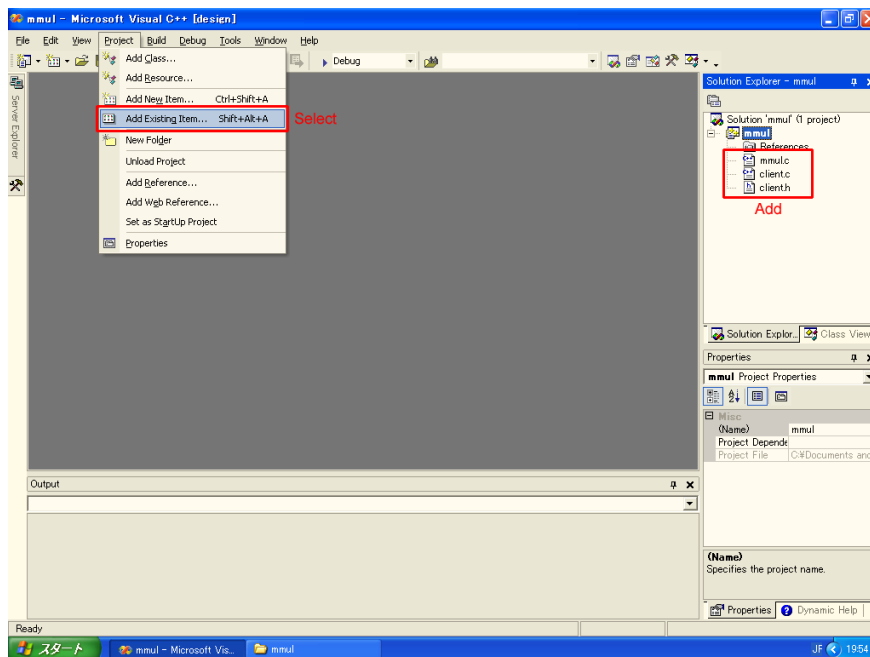 mmul - Microsoft Visual C++ [design]
File Edit View Project Build Debug Tools Window Help
Debug
Add Class...
Add Resource...
Add New Item... Ctrl+Shift+A
Add Existing Item... Shift+Alt+A
Select
New Folder
Unload Project
Add Reference...
Add Web Reference...
Set as StartUp Project
Properties
Server Explorer
Solution Explorer - mmul
Solution 'mmul' (1 project)
mmul
References
mmul.c
client.c
client.h
Add
Solution Explor...
Class View
Properties
mmul Project Properties
Misc
(Name) mmul
Project Depende
Project File C:¥Documents and
(Name)
Specifies the project name.
Properties
Dynamic Help
Output
Ready
スタート
mmul - Microsoft Vis...
mmul
JF
19:54